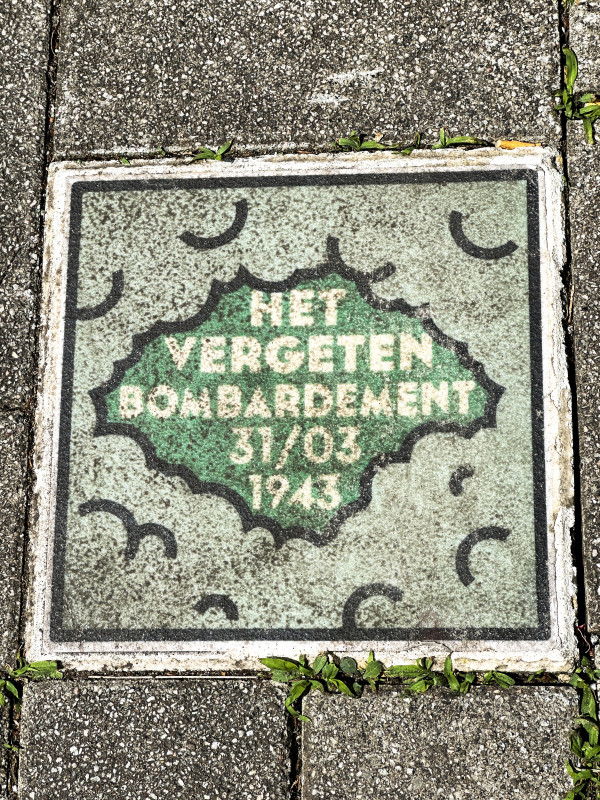 HET
VERGETEN
BOMBARDEMENT
31/03
1943